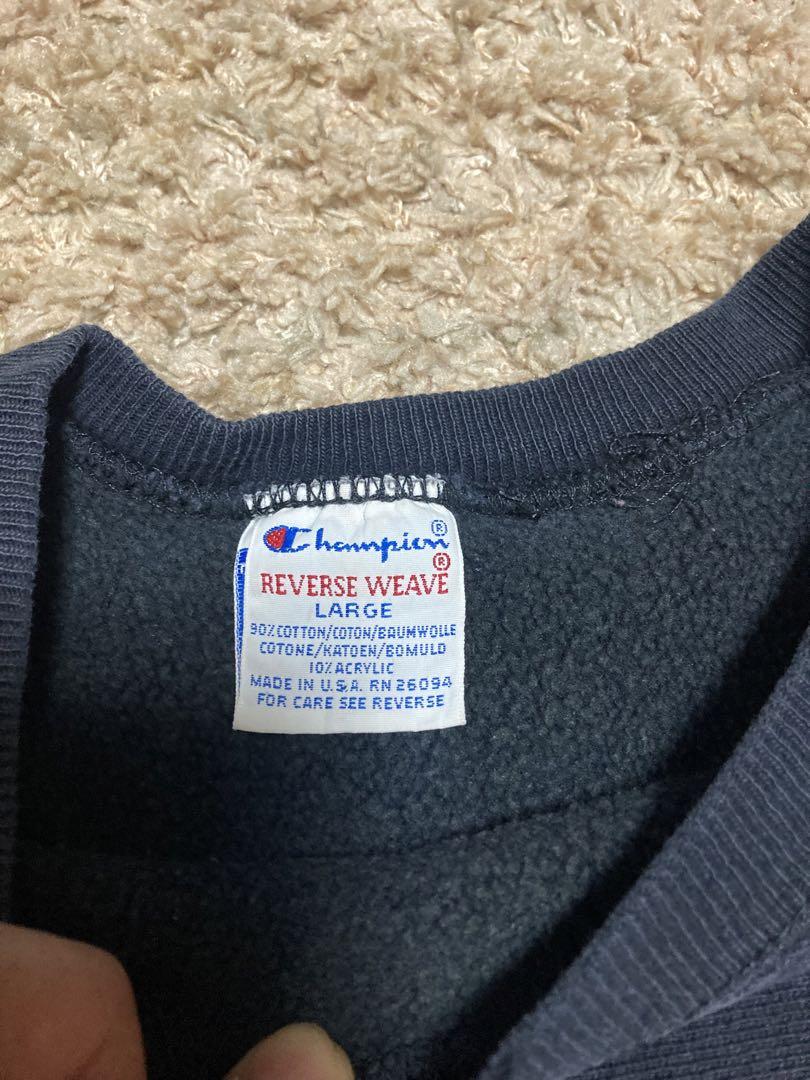 Champion®
REVERSE WEAVE®
LARGE
90% COTTON/COTON/BAUMWOLLE
COTONE/KATOEN/BOMULD
10% ACRYLIC
MADE IN U.S.A. RN 26094
FOR CARE SEE REVERSE